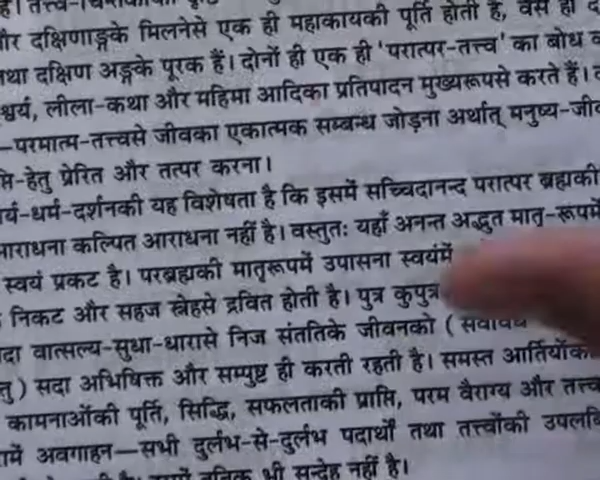 है। तत्त्व-
और दक्षिणाङ्गके मिलनेसे एक ही महाकायकी पूर्ति होती है, वैसे ही
तथा दक्षिण अङ्गके पूरक हैं। दोनों ही एक ही 'परात्पर-तत्त्व' का बोध
श्वर्य, लीला-कथा और महिमा आदिका प्रतिपादन मुख्यरूपसे करते हैं।
—परमात्म-तत्त्वसे जीवका एकात्मक सम्बन्ध जोड़ना अर्थात् मनुष्य-जीव
प्ति-हेतु प्रेरित और तत्पर करना।
र्य-धर्म-दर्शनकी यह विशेषता है कि इसमें सच्चिदानन्द परात्पर ब्रह्मकी
आराधना कल्पित आराधना नहीं है। वस्तुतः यहाँ अनन्त अद्भुत मातृ-रूपमें
स्वयं प्रकट है। परब्रह्मकी मातृरूपमें उपासना स्वयंमें
निकट और सहज स्नेहसे द्रवित होती है। पुत्र कुपुत्र
दा वात्सल्य-सुधा-धारासे निज संततिके जीवनको (
तु) सदा अभिषिक्त और सम्पुष्ट ही करती रहती है। समस्त आर्तियोंक
कामनाओंकी पूर्ति, सिद्धि, सफलताकी प्राप्ति, परम वैराग्य और तत्त्व
में अवगाहन—सभी दुर्लभ-से-दुर्लभ पदार्थों तथा तत्त्वोंकी उपलब्धि
तनिक भी सन्देह नहीं है।